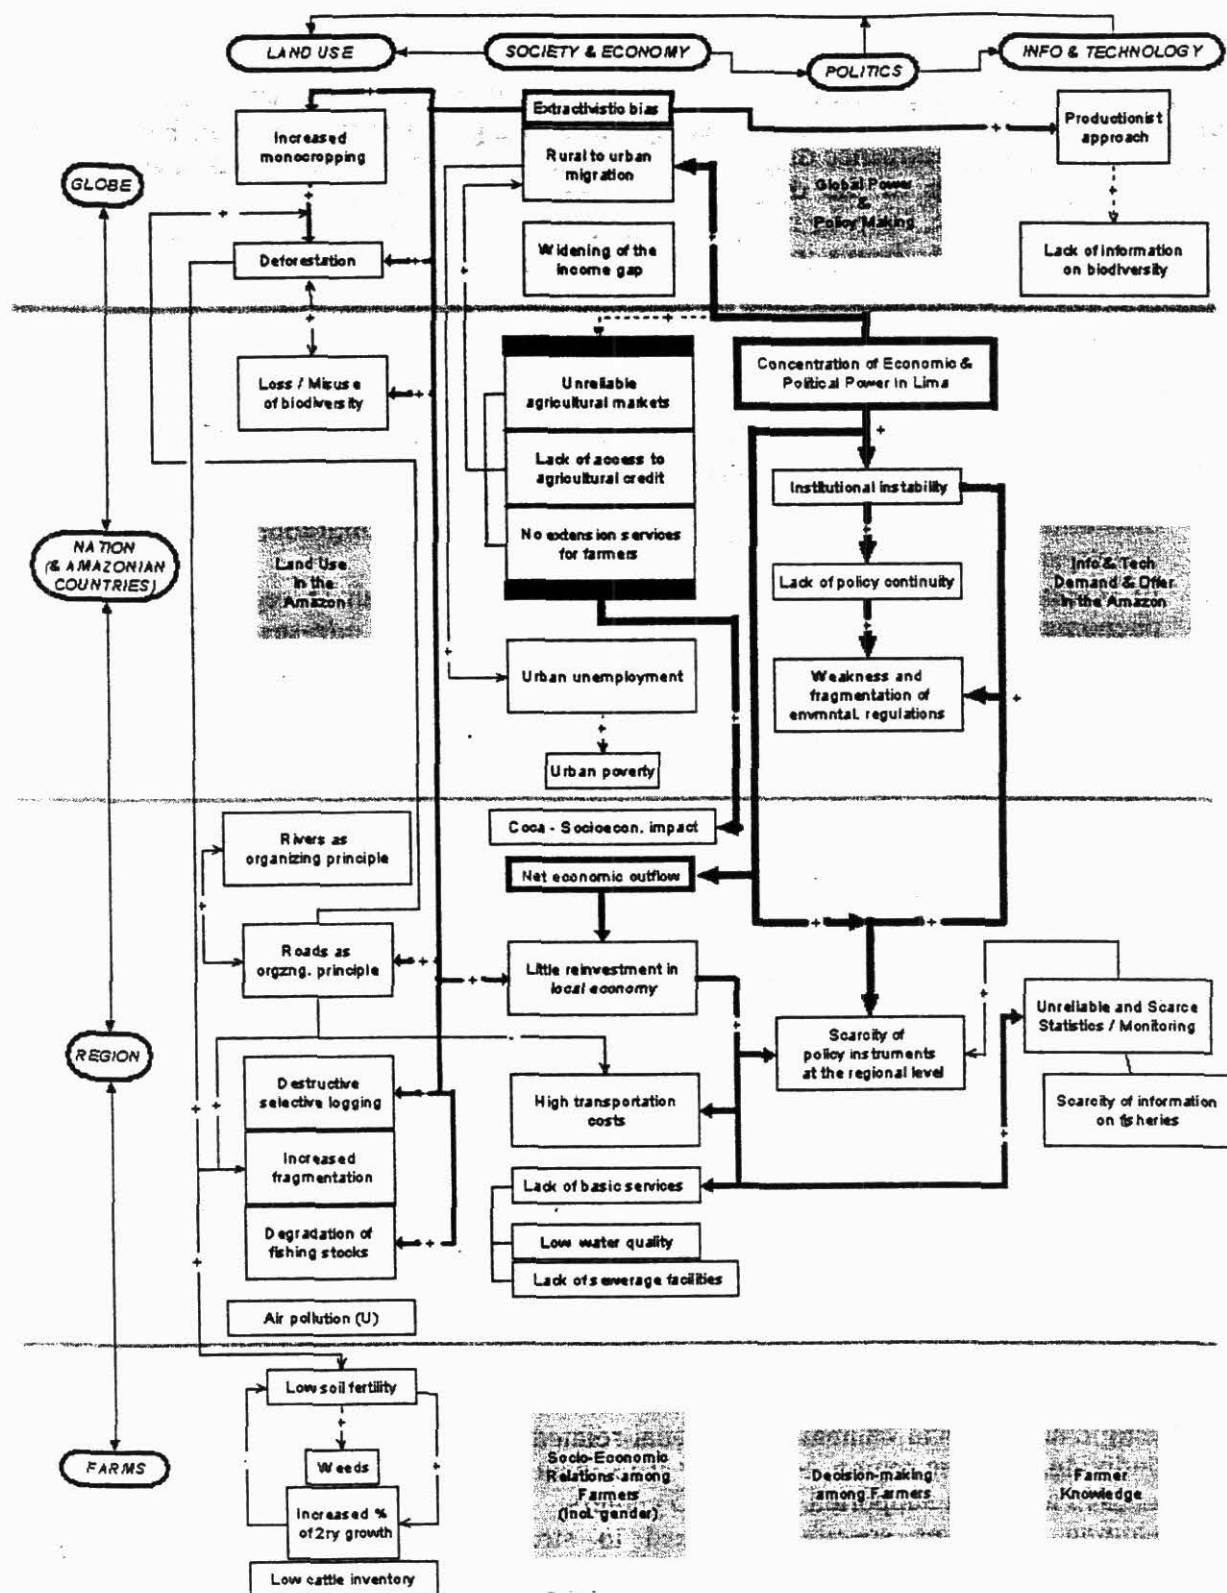 LAND USE
SOCIETY & ECONOMY
POLITICS
INFO & TECHNOLOGY
Extractivistic bias
Increased
monocropping
Rural to urban
migration
Productionist
approach
GLOBE
Global Power
&
Policy Making
Deforestation
Widening of the
income gap
Lack of information
on biodiversity
Loss / Misuse
of biodiversity
Unreliable
agricultural markets
Concentration of Economic &
Political Power in Lima
Lack of access to
agricultural credit
Institutional instability
NATION
(& AMAZONIAN
COUNTRIES)
Land Use
in the
Amazon
No extension services
for farmers
Lack of policy continuity
Info & Tech
Demand & Offer
in the Amazon
Urban unemployment
Weakness and
fragmentation of
envmntal. regulations
Urban poverty
Rivers as
organizing principle
Coca - Socioecon. impact
Net economic outflow
Roads as
orgzng. principle
Little reinvestment in
local economy
Unreliable and Scarce
Statistics / Monitoring
REGION
Scarcity of
policy instruments
at the regional level
Destructive
selective logging
High transportation
costs
Scarcity of information
on fisheries
Increased
fragmentation
Lack of basic services
Degradation of
fishing stocks
Low water quality
Lack of sewerage facilities
Air pollution (U)
Low soil fertility
FARMS
Weeds
Socio-Economic
Relations among
Farmers
(Incl. gender)
Decision-making
among Farmers
Farmer
Knowledge
Increased %
of 2ry growth
Low cattle inventory